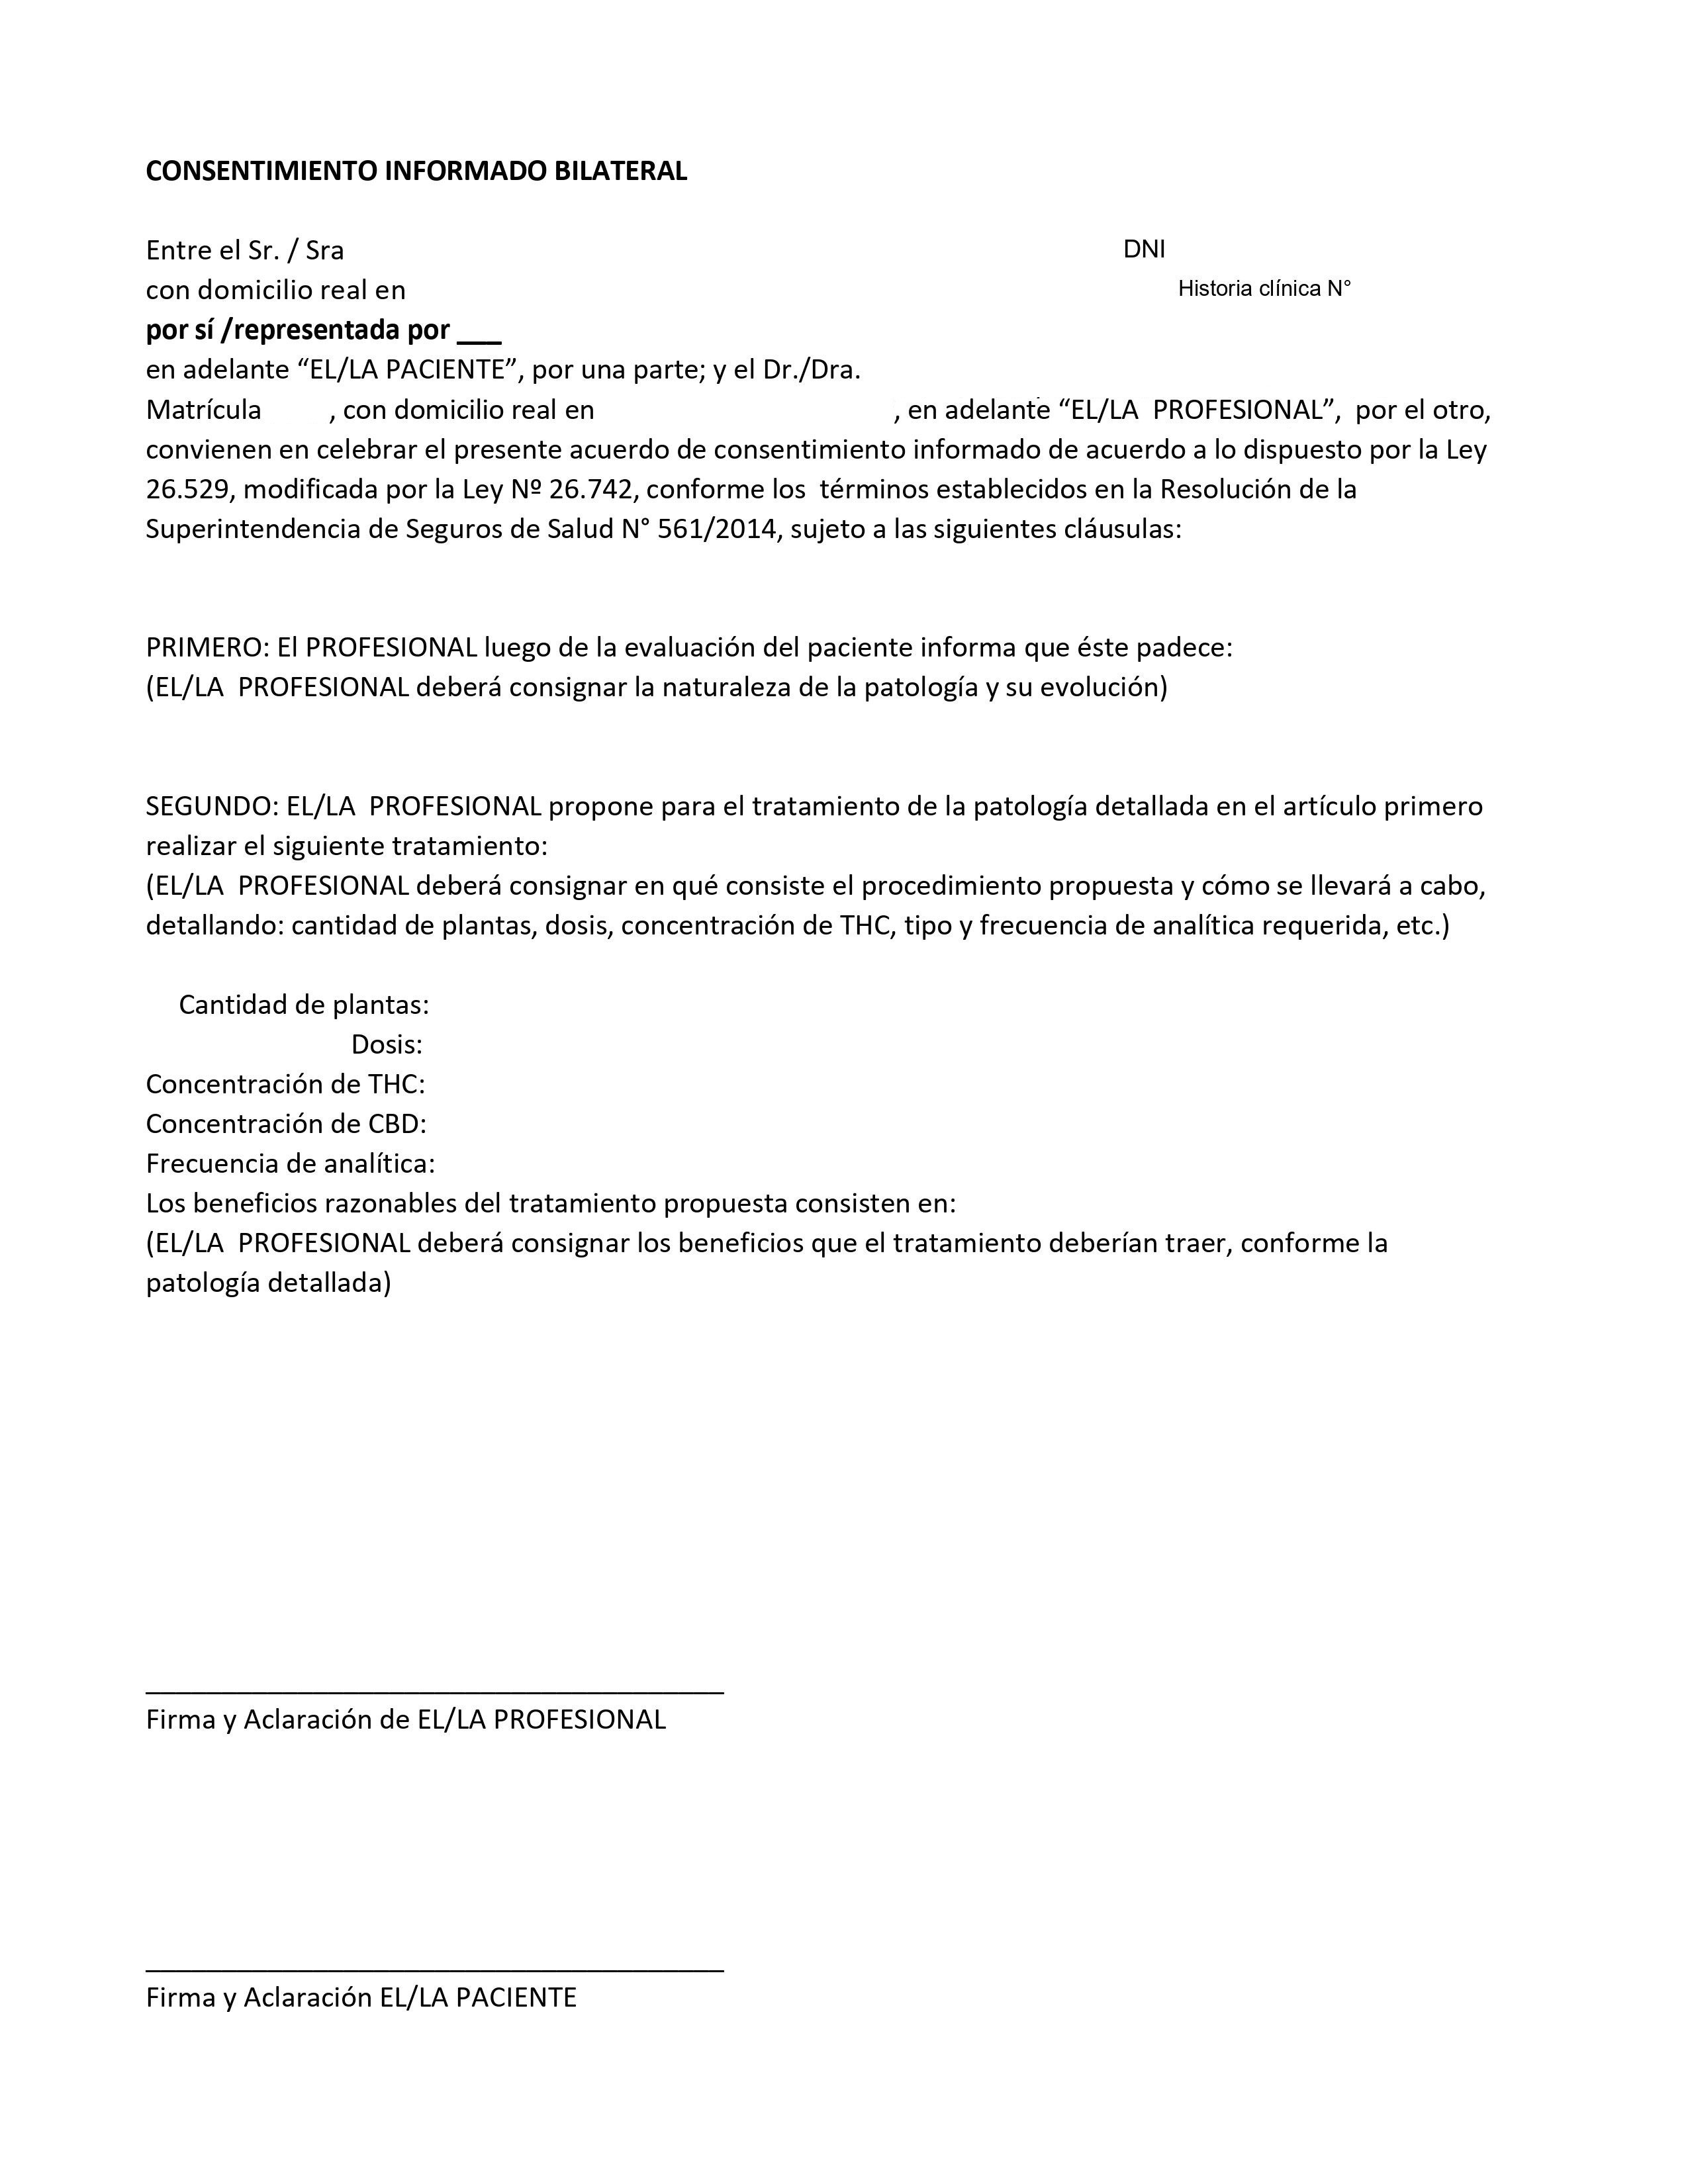 CONSENTIMIENTO INFORMADO BILATERAL
Entre el Sr. / Sra DNI
con domicilio real en Historia clínica N°
por sí /representada por ___
en adelante “EL/LA PACIENTE”, por una parte; y el Dr./Dra.
Matrícula , con domicilio real en , en adelante “EL/LA PROFESIONAL”, por el otro,
convienen en celebrar el presente acuerdo de consentimiento informado de acuerdo a lo dispuesto por la Ley
26.529, modificada por la Ley Nº 26.742, conforme los términos establecidos en la Resolución de la
Superintendencia de Seguros de Salud N° 561/2014, sujeto a las siguientes cláusulas:
PRIMERO: El PROFESIONAL luego de la evaluación del paciente informa que éste padece:
(EL/LA PROFESIONAL deberá consignar la naturaleza de la patología y su evolución)
SEGUNDO: EL/LA PROFESIONAL propone para el tratamiento de la patología detallada en el artículo primero
realizar el siguiente tratamiento:
(EL/LA PROFESIONAL deberá consignar en qué consiste el procedimiento propuesta y cómo se llevará a cabo,
detallando: cantidad de plantas, dosis, concentración de THC, tipo y frecuencia de analítica requerida, etc.)
Cantidad de plantas:
Dosis:
Concentración de THC:
Concentración de CBD:
Frecuencia de analítica:
Los beneficios razonables del tratamiento propuesta consisten en:
(EL/LA PROFESIONAL deberá consignar los beneficios que el tratamiento deberían traer, conforme la
patología detallada)
________________________________________
Firma y Aclaración de EL/LA PROFESIONAL
________________________________________
Firma y Aclaración EL/LA PACIENTE